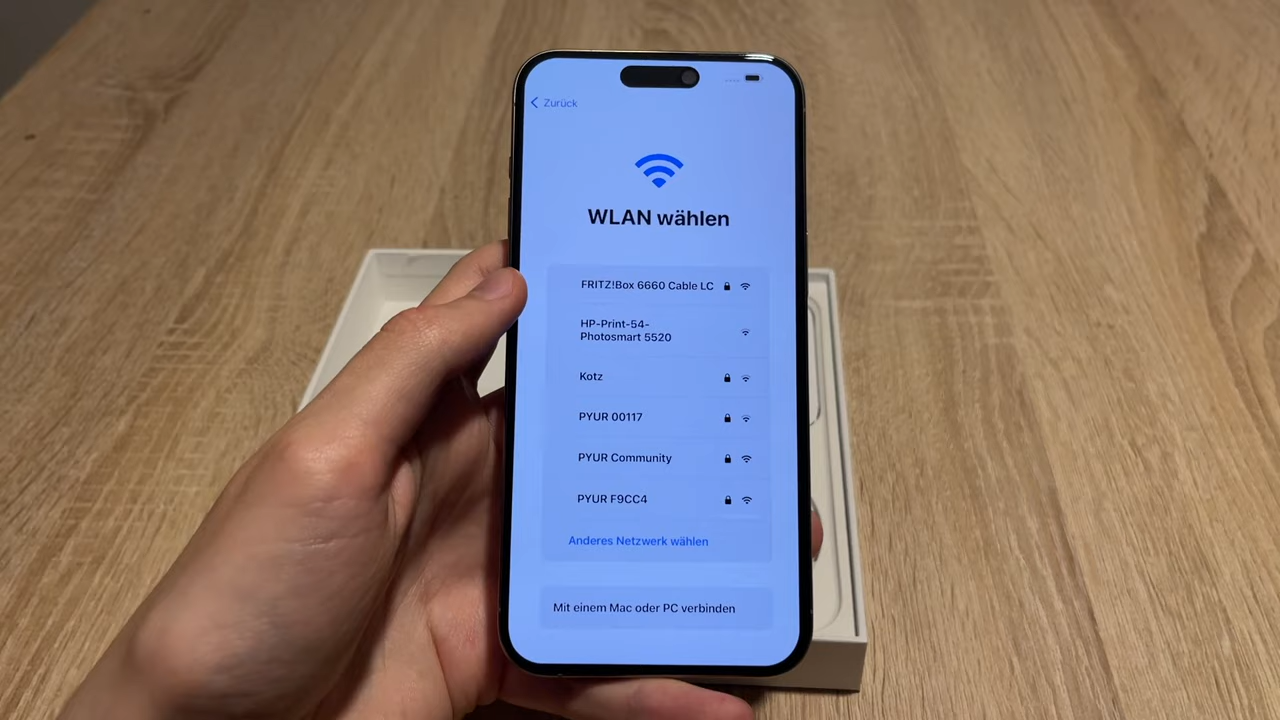 Zurück
WLAN wählen
FRITZ!Box 6660 Cable LC
HP-Print-54-
Photosmart 5520
Kotz
PYUR 00117
PYUR Community
PYUR F9CC4
Anderes Netzwerk wählen
Mit einem Mac oder PC verbinden